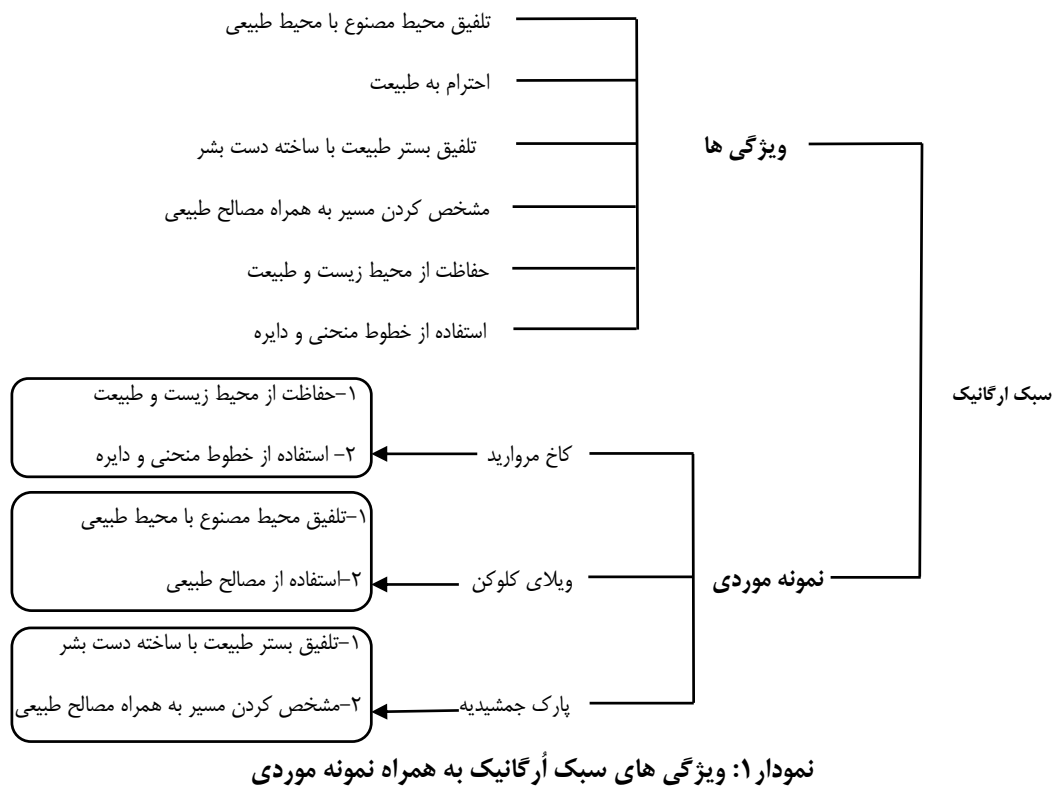 سبک ارگانیک
ویژگی ها
تلفیق محیط مصنوع با محیط طبیعی
احترام به طبیعت
تلفیق بستر طبیعت با ساخته دست بشر
مشخص کردن مسیر به همراه مصالح طبیعی
حفاظت از محیط زیست و طبیعت
استفاده از خطوط منحنی و دایره
نمونه موردی
کاخ مروارید
۱-حفاظت از محیط زیست و طبیعت
۲- استفاده از خطوط منحنی و دایره
ویلای کلوکن
۱-تلفیق محیط مصنوع با محیط طبیعی
۲-استفاده از مصالح طبیعی
پارک جمشیدیه
۱-تلفیق بستر طبیعت با ساخته دست بشر
۲-مشخص کردن مسیر به همراه مصالح طبیعی
نمودار۱: ویژگی های سبک اُرگانیک به همراه نمونه موردی